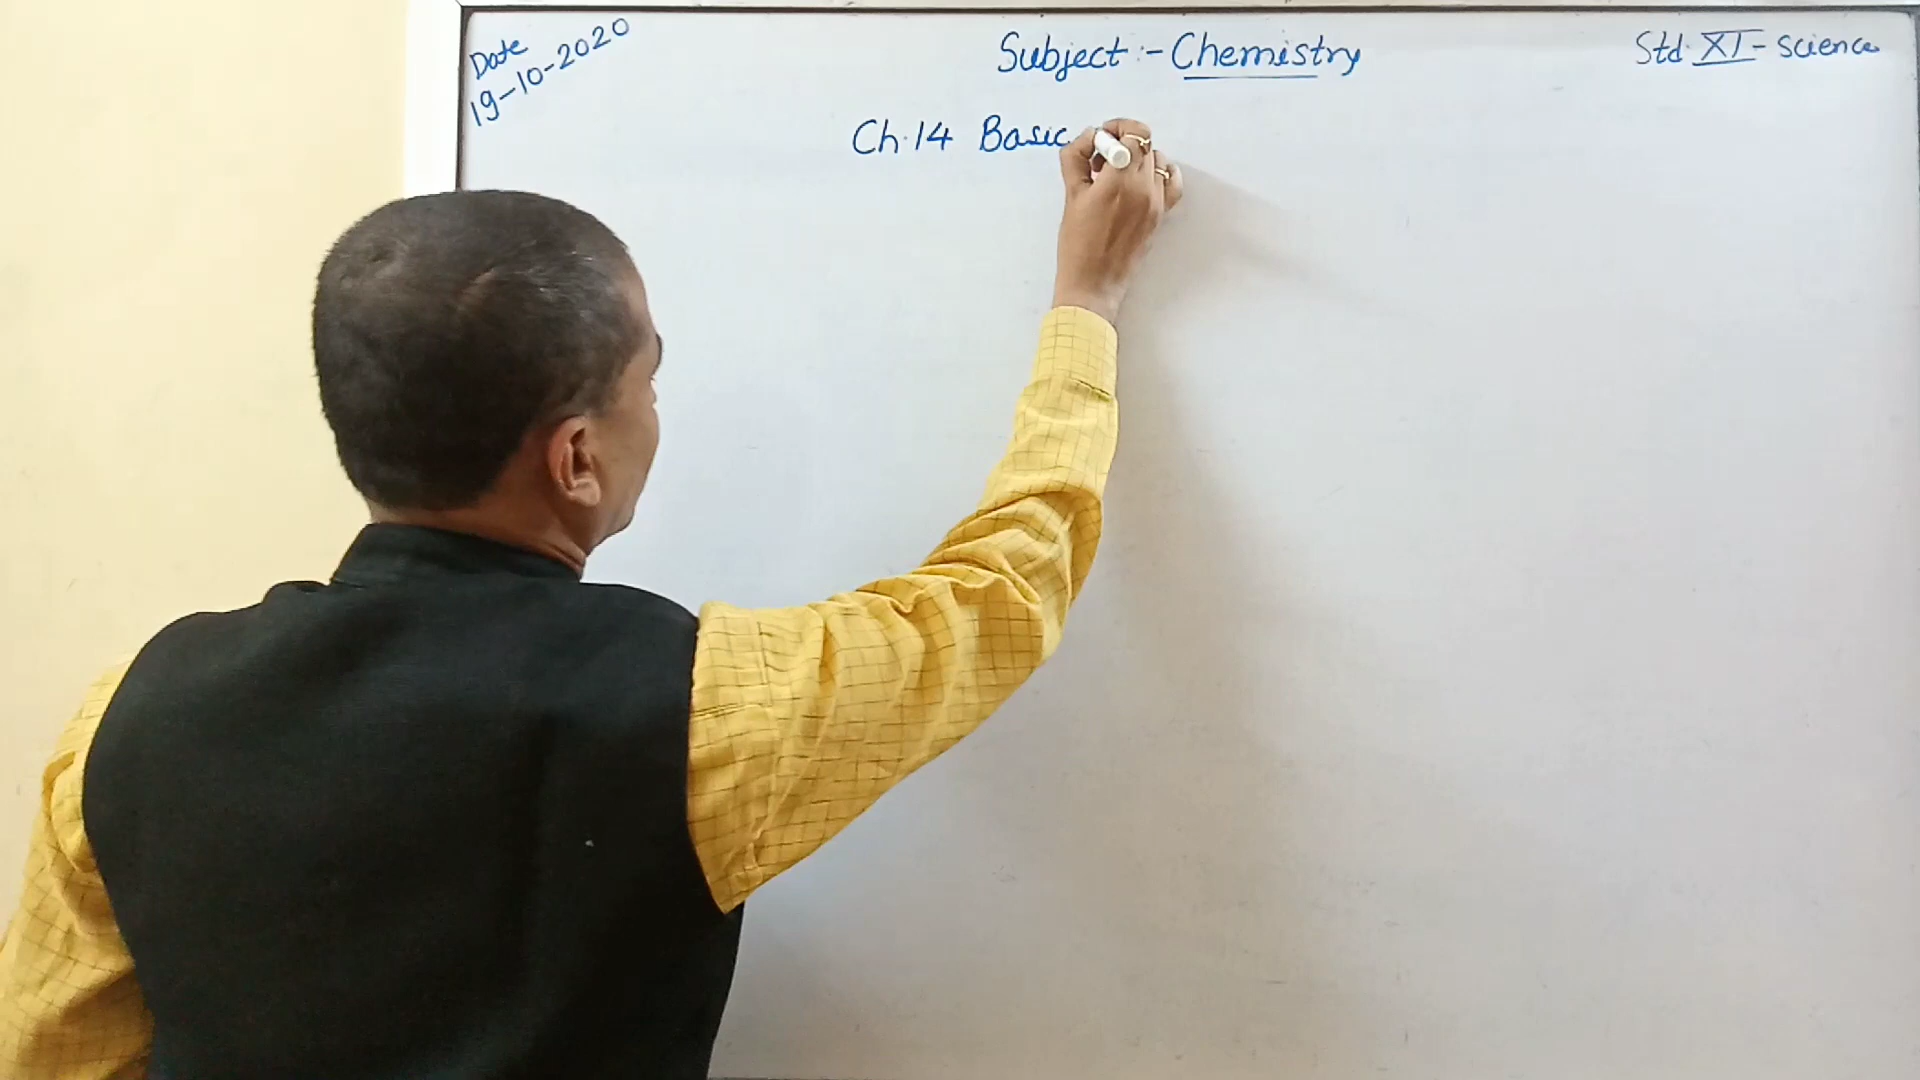 Date
19-10-2020
Subject :- Chemistry
Std. XI - science
Ch.14 Basic